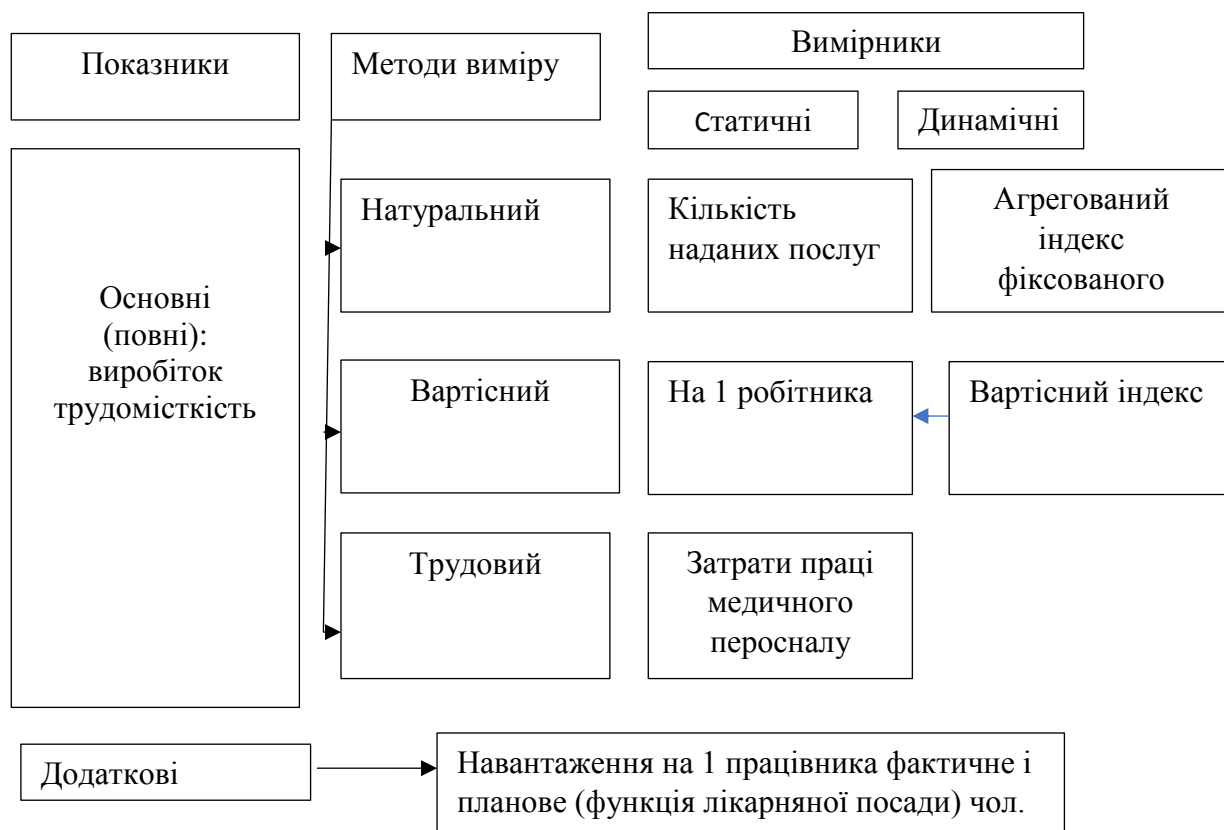 Показники
Методи виміру
Вимірники
Статичні
Динамічні
Основні
(повні):
виробіток
трудомісткість
Натуральний
Кількість
наданих послуг
Агрегований
індекс
фіксованого
Вартісний
На 1 робітника
Вартісний індекс
Трудовий
Затрати праці
медичного
перосналу
Додаткові
Навантаження на 1 працівника фактичне і
планове (функція лікарняної посади) чол.